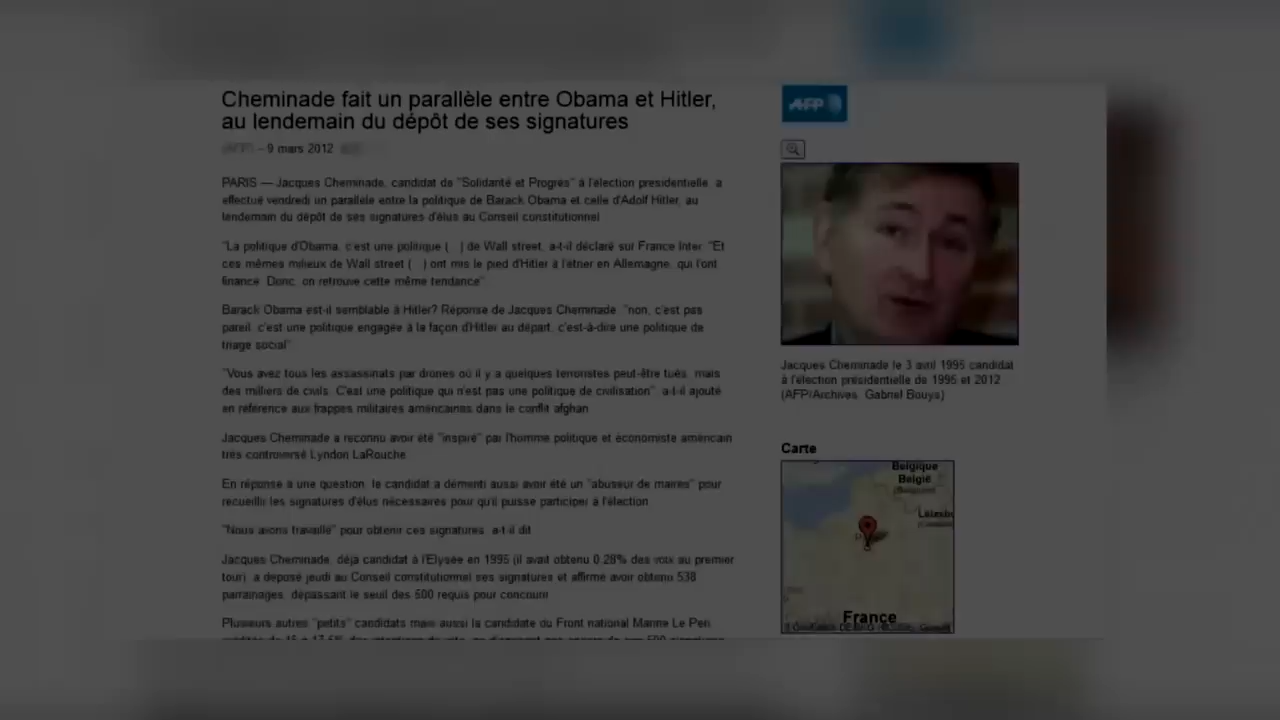 Cheminade fait un parallèle entre Obama et Hitler,
au lendemain du dépôt de ses signatures
(AFP) – 9 mars 2012
PARIS — Jacques Cheminade, candidat de "Solidarité et Progrès" à l'élection présidentielle, a
effectué vendredi un parallèle entre la politique de Barack Obama et celle d'Adolf Hitler, au
lendemain du dépôt de ses signatures d'élus au Conseil constitutionnel.
"La politique d'Obama, c'est une politique (...) de Wall street, a-t-il déclaré sur France Inter. "Et
ces mêmes milieux de Wall street (...) ont mis le pied d'Hitler à l'étrier en Allemagne, qui l'ont
financé. Donc, on retrouve cette même tendance".
Barack Obama est-il semblable à Hitler? Réponse de Jacques Cheminade: "non, c'est pas
pareil, c'est une politique engagée à la façon d'Hitler au départ, c'est-à-dire une politique de
triage social".
"Vous avez tous les assassinats par drones où il y a quelques terroristes peut-être tués, mais
des milliers de civils. C'est une politique qui n'est pas une politique de civilisation", a-t-il ajouté
en référence aux frappes militaires américaines dans le conflit afghan.
Jacques Cheminade a reconnu avoir été "inspiré" par l'homme politique et économiste américain
très controversé Lyndon LaRouche.
En réponse à une question, le candidat a démenti aussi avoir été un "abuseur de maires" pour
recueillir les signatures d'élus nécessaires pour qu'il puisse participer à l'élection.
"Nous avons travaillé" pour obtenir ces signatures, a-t-il dit.
Jacques Cheminade, déjà candidat à l'Elysée en 1995 (il avait obtenu 0,28% des voix au premier
tour), a déposé jeudi au Conseil constitutionnel ses signatures et affirme avoir obtenu 538
parrainages, dépassant le seuil des 500 requis pour concourir.
Plusieurs autres "petits" candidats mais aussi la candidate du Front national Marine Le Pen,
AFP
Jacques Cheminade le 3 avril 1995 candidat
à l'élection présidentielle de 1995 et 2012
(AFP/Archives, Gabriel Bouys)
Carte
Belgique
België
France